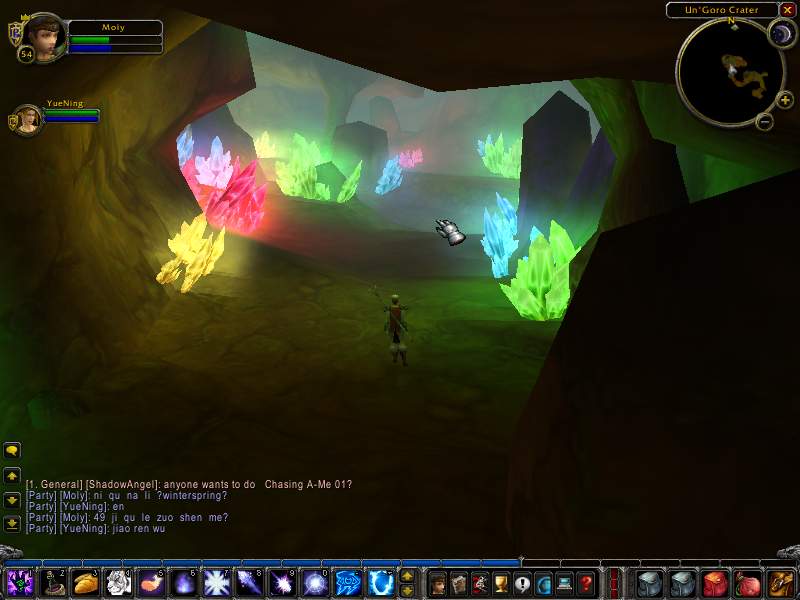 Moly
54
YueNing
Un'Goro Crater
N
[1. General] [ShadowAngel]: anyone wants to do Chasing A-Me 01?
[Party] [Moly]: ni qu na li ?winterspring?
[Party] [YueNing]: en
[Party] [Moly]: 49 ji qu le zuo shen me?
[Party] [YueNing]: jiao ren wu